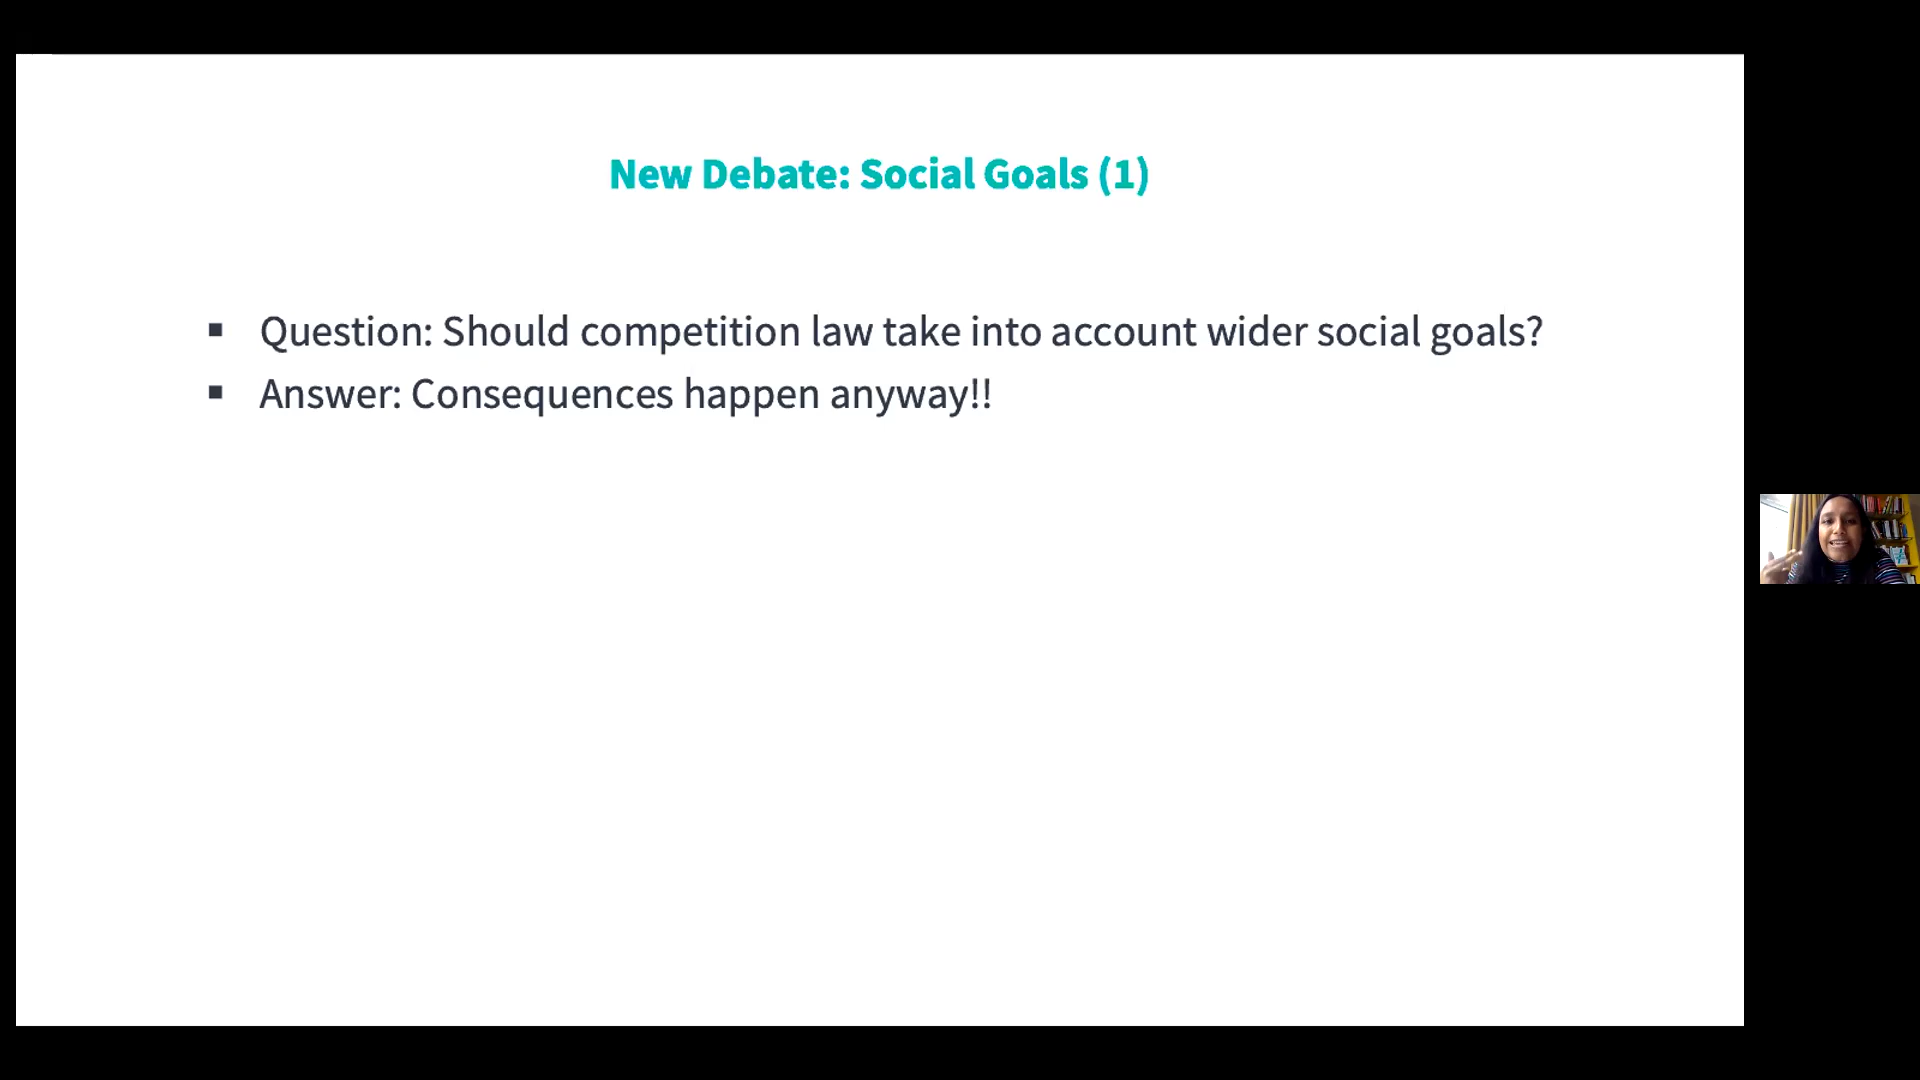 New Debate: Social Goals (1)
▪ Question: Should competition law take into account wider social goals?
▪ Answer: Consequences happen anyway!!